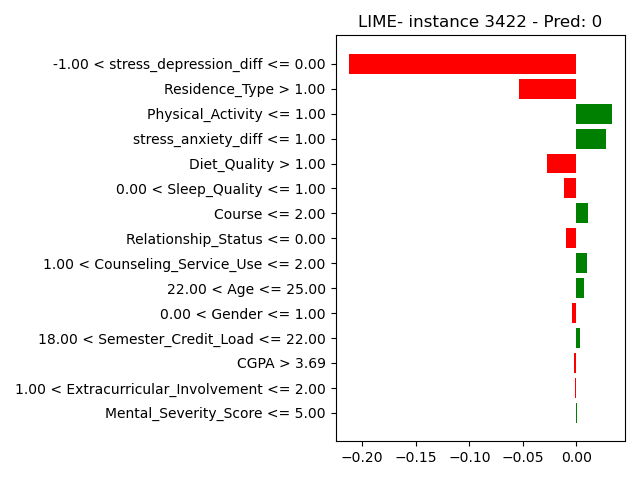 LIME- instance 3422 - Pred: 0
-1.00 < stress_depression_diff <= 0.00
Residence_Type > 1.00
Physical_Activity <= 1.00
stress_anxiety_diff <= 1.00
Diet_Quality > 1.00
0.00 < Sleep_Quality <= 1.00
Course <= 2.00
Relationship_Status <= 0.00
1.00 < Counseling_Service_Use <= 2.00
22.00 < Age <= 25.00
0.00 < Gender <= 1.00
18.00 < Semester_Credit_Load <= 22.00
CGPA > 3.69
1.00 < Extracurricular_Involvement <= 2.00
Mental_Severity_Score <= 5.00
−0.20 −0.15 −0.10 −0.05 0.00